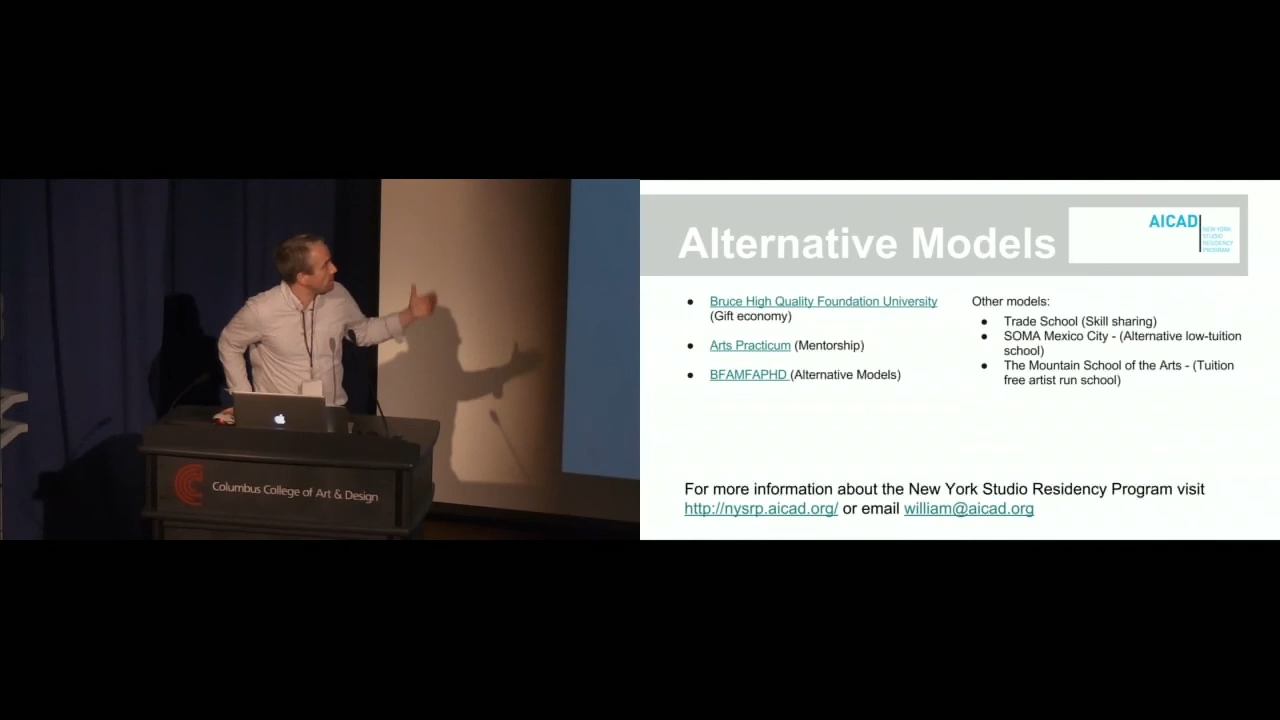 Columbus College of Art & Design
Alternative Models
AICAD
NEW YORK
STUDIO
RESIDENCY
PROGRAM
● Bruce High Quality Foundation University
(Gift economy)
● Arts Practicum (Mentorship)
● BFAMFAPHD (Alternative Models)
Other models:
● Trade School (Skill sharing)
● SOMA Mexico City - (Alternative low-tuition
school)
● The Mountain School of the Arts - (Tuition
free artist run school)
For more information about the New York Studio Residency Program visit
http://nysrp.aicad.org/ or email william@aicad.org